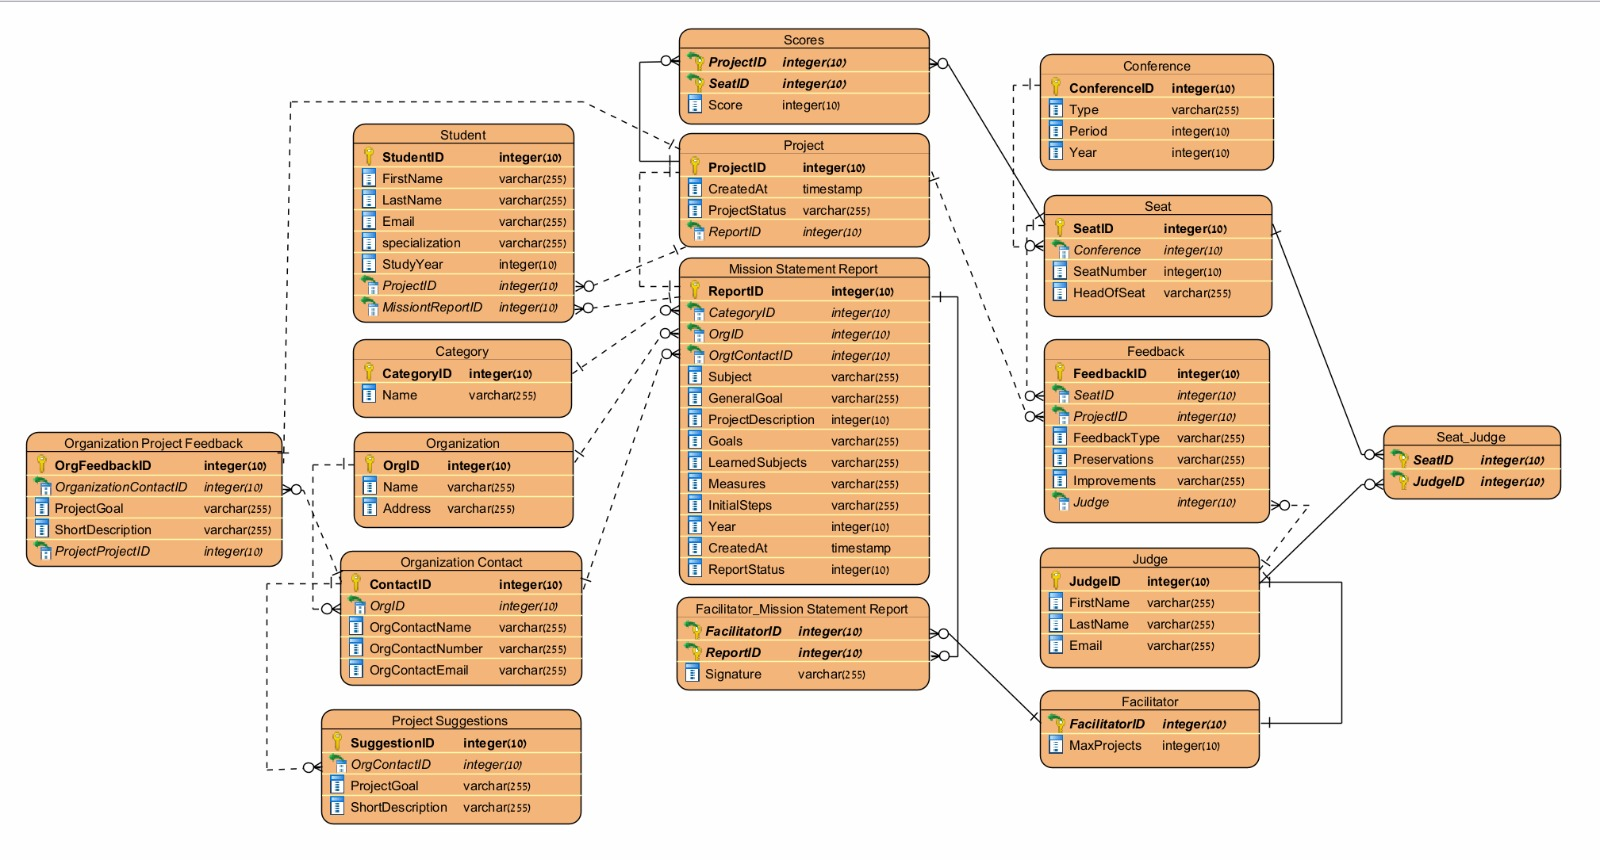 Scores
ProjectID integer(10)
SeatID integer(10)
Score integer(10)
Conference
ConferenceID integer(10)
Type varchar(255)
Period integer(10)
Year integer(10)
Student
StudentID integer(10)
FirstName varchar(255)
LastName varchar(255)
Email varchar(255)
specialization varchar(255)
StudyYear integer(10)
ProjectID integer(10)
MissiontReportID integer(10)
Project
ProjectID integer(10)
CreatedAt timestamp
ProjectStatus varchar(255)
ReportID integer(10)
Seat
SeatID integer(10)
Conference integer(10)
SeatNumber integer(10)
HeadOfSeat varchar(255)
Mission Statement Report
ReportID integer(10)
CategoryID integer(10)
OrgID integer(10)
OrgtContactID integer(10)
Subject varchar(255)
GeneralGoal varchar(255)
ProjectDescription integer(10)
Goals varchar(255)
LearnedSubjects varchar(255)
Measures varchar(255)
InitialSteps varchar(255)
Year integer(10)
CreatedAt timestamp
ReportStatus integer(10)
Category
CategoryID integer(10)
Name varchar(255)
Feedback
FeedbackID integer(10)
SeatID integer(10)
ProjectID integer(10)
FeedbackType varchar(255)
Preservations varchar(255)
Improvements varchar(255)
Judge integer(10)
Organization Project Feedback
OrgFeedbackID integer(10)
OrganizationContactID integer(10)
ProjectGoal varchar(255)
ShortDescription varchar(255)
ProjectProjectID integer(10)
Organization
OrgID integer(10)
Name varchar(255)
Address varchar(255)
Seat_Judge
SeatID integer(10)
JudgeID integer(10)
Organization Contact
ContactID integer(10)
OrgID integer(10)
OrgContactName varchar(255)
OrgContactNumber varchar(255)
OrgContactEmail varchar(255)
Judge
JudgeID integer(10)
FirstName varchar(255)
LastName varchar(255)
Email varchar(255)
Facilitator_Mission Statement Report
FacilitatorID integer(10)
ReportID integer(10)
Signature varchar(255)
Facilitator
FacilitatorID integer(10)
MaxProjects integer(10)
Project Suggestions
SuggestionID integer(10)
OrgContactID integer(10)
ProjectGoal varchar(255)
ShortDescription varchar(255)